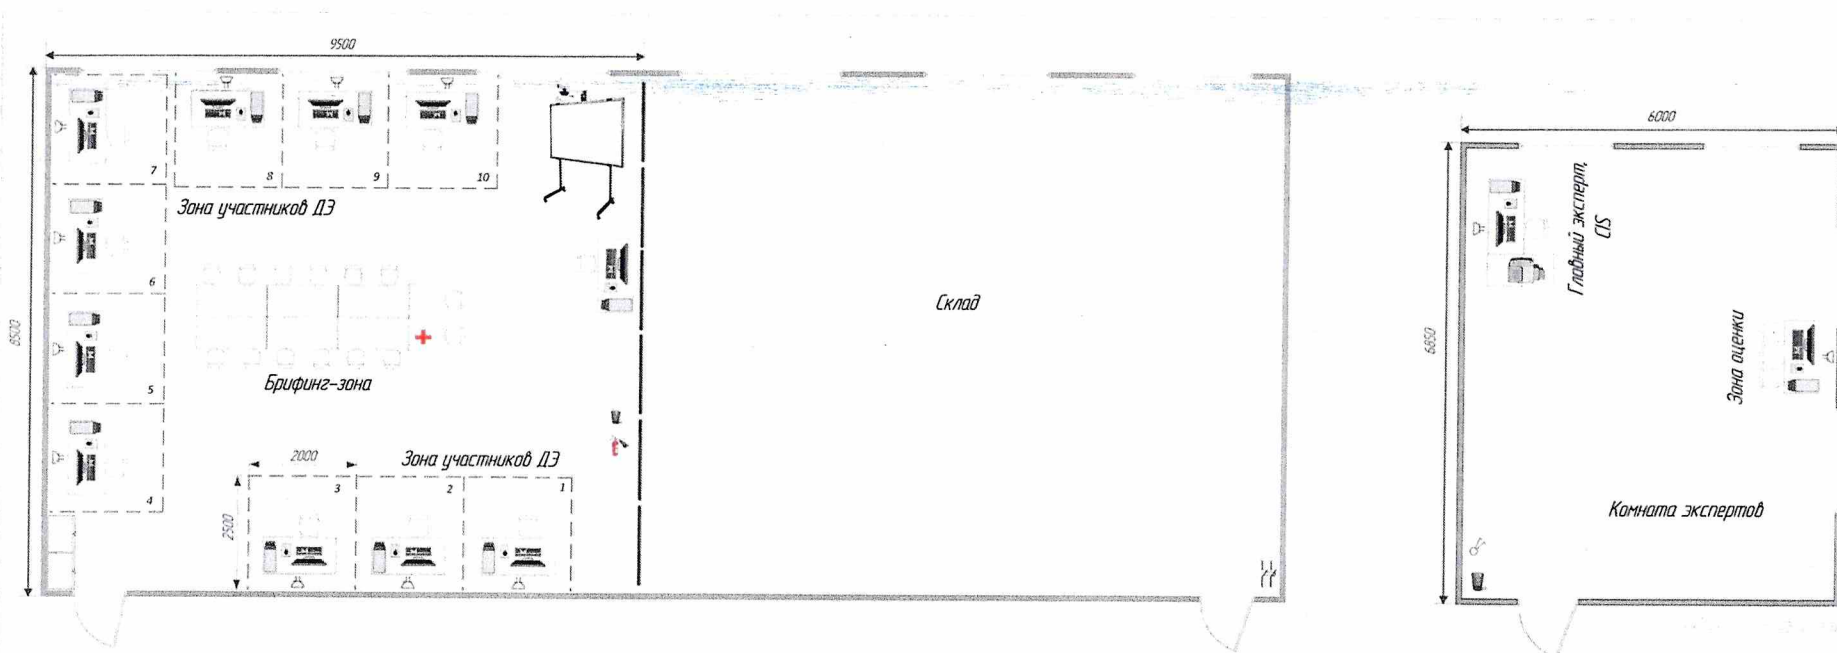 9500
6000
7
8
9
10
Зона участников ДЭ
Главный эксперт,
CIS
6
8500
Склад
6850
Зона оценки
Брифинг-зона
5
2000
Зона участников ДЭ
4
3
2
1
2500
Комната экспертов